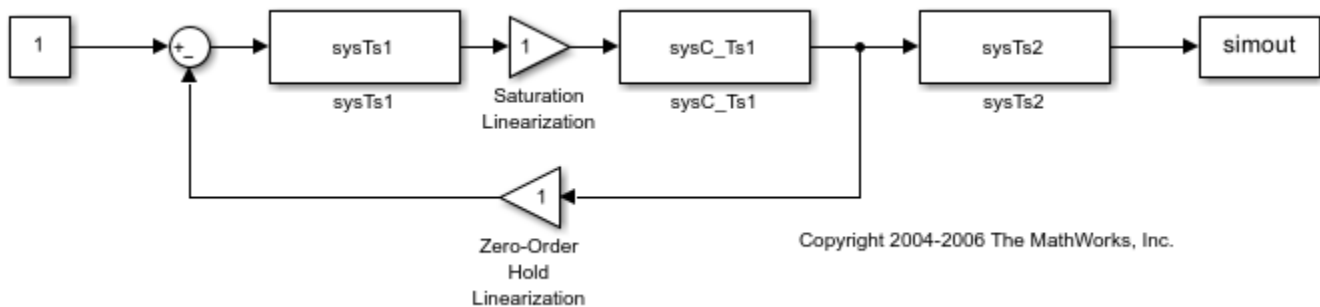 1
+
−
sysTs1
1
sysC_Ts1
sysTs2
simout
sysTs1
Saturation
Linearization
sysC_Ts1
sysTs2
1
Zero-Order
Hold
Linearization
Copyright 2004-2006 The MathWorks, Inc.